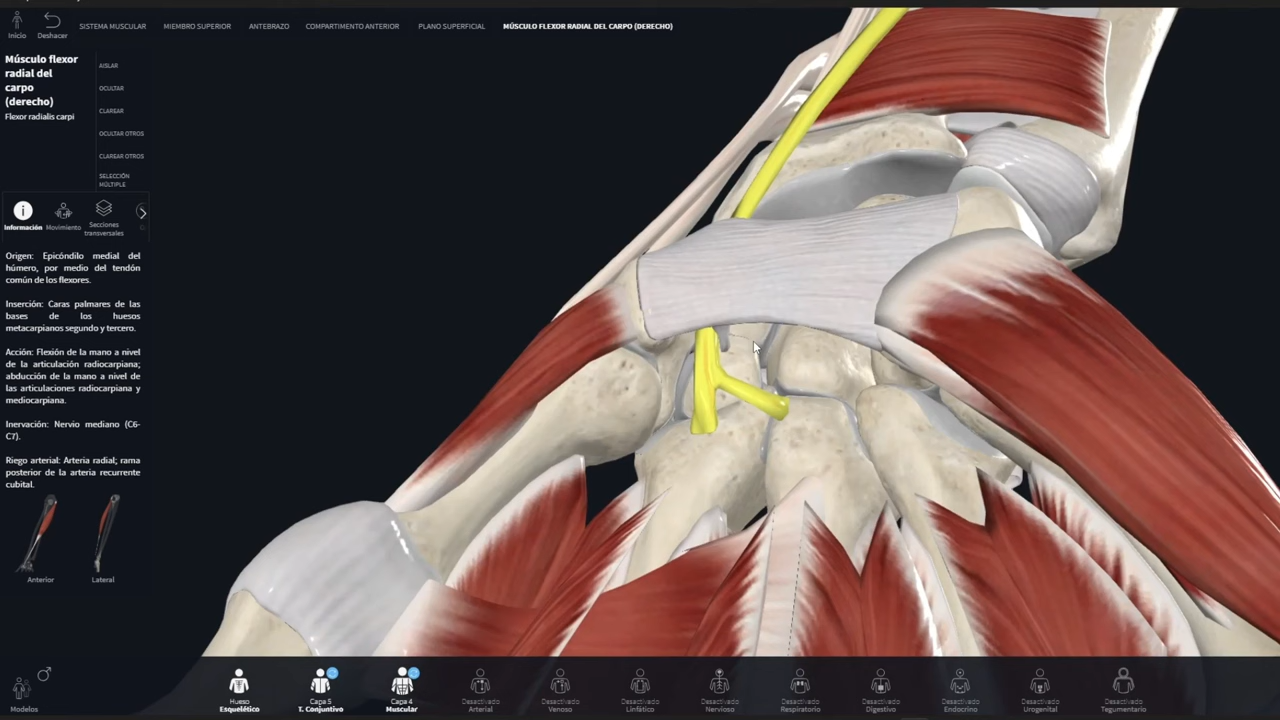 Inicio
Deshacer
SISTEMA MUSCULAR
MIEMBRO SUPERIOR
ANTEBRAZO
COMPARTIMENTO ANTERIOR
PLANO SUPERFICIAL
MÚSCULO FLEXOR RADIAL DEL CARPO (DERECHO)
Músculo flexor
radial del
carpo
(derecho)
Flexor radialis carpi
AISLAR
OCULTAR
CLAREAR
OCULTAR OTROS
CLAREAR OTROS
SELECCIÓN
MÚLTIPLE
Información
Movimiento
Secciones
transversales
Origen: Epicóndilo medial del
húmero, por medio del tendón
común de los flexores.
Inserción: Caras palmares de las
bases de los huesos
metacarpianos segundo y tercero.
Acción: Flexión de la mano a nivel
de la articulación radiocarpiana;
abducción de la mano a nivel de
las articulaciones radiocarpiana y
mediocarpiana.
Inervación: Nervio mediano (C6-
C7).
Riego arterial: Arteria radial; rama
posterior de la arteria recurrente
cubital.
Anterior
Lateral
Modelos
Hueso
Esquelético
Capa 5
T. Conjuntivo
Capa 4
Muscular
Desactivado
Arterial
Desactivado
Venoso
Desactivado
Linfático
Desactivado
Nervioso
Desactivado
Respiratorio
Desactivado
Digestivo
Desactivado
Endocrino
Desactivado
Urogenital
Desactivado
Tegumentario